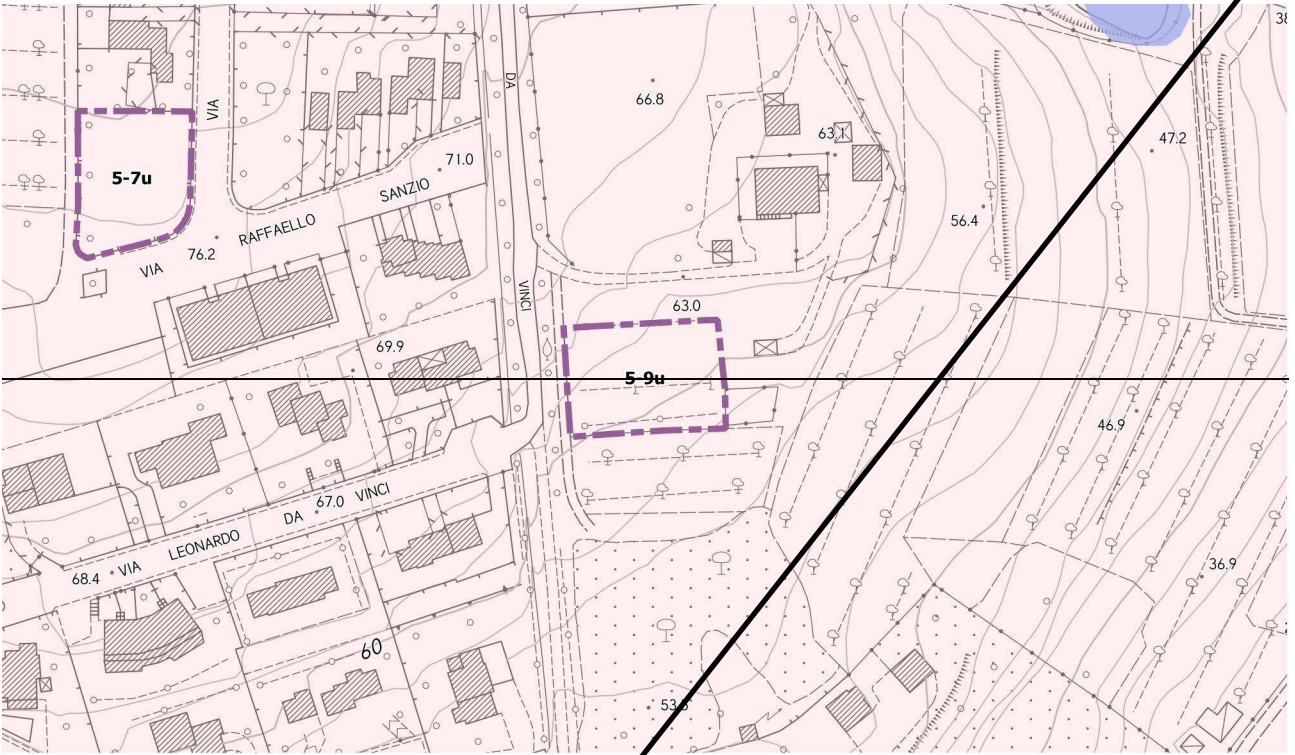 38
DA
66.8
VIA
63.1
47.2
71.0
5-7u
SANZIO
56.4
RAFFAELLO
76.2
VIA
VINCI
63.0
69.9
5-9u
46.9
VINCI
67.0
DA
LEONARDO
VIA
68.4
36.9
60